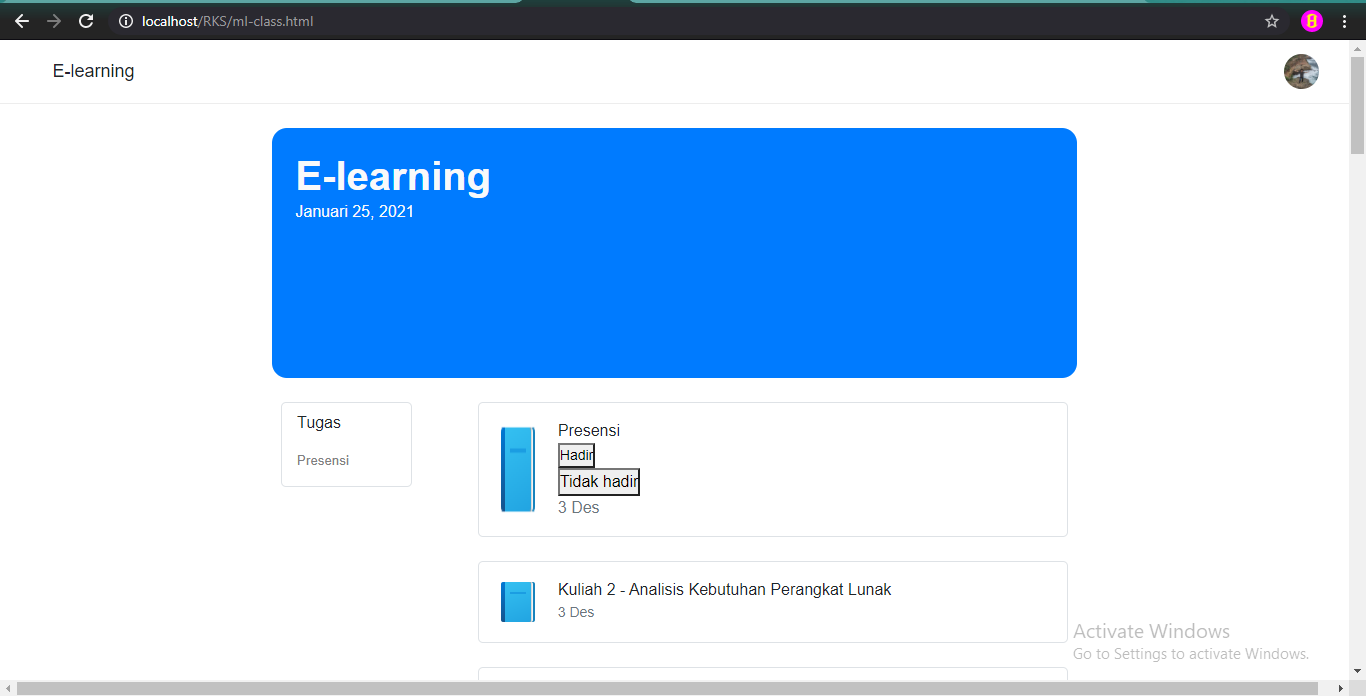 localhost/RKS/ml-class.html
E-learning
E-learning
Januari 25, 2021
Tugas
Presensi
Presensi
Hadir
Tidak hadir
3 Des
Kuliah 2 - Analisis Kebutuhan Perangkat Lunak
3 Des
Activate Windows
Go to Settings to activate Windows.